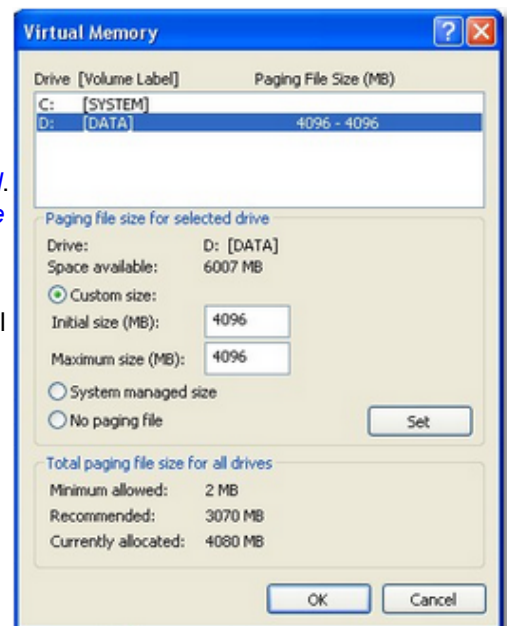 Virtual Memory
Drive [Volume Label] Paging File Size (MB)
C: [SYSTEM]
D: [DATA] 4096 - 4096
Paging file size for selected drive
Drive: D: [DATA]
Space available: 6007 MB
Custom size:
Initial size (MB): 4096
Maximum size (MB): 4096
System managed size
No paging file
Set
Total paging file size for all drives
Minimum allowed: 2 MB
Recommended: 3070 MB
Currently allocated: 4080 MB
OK Cancel